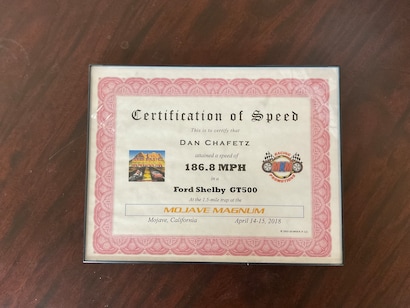 Certification of Speed
This is to certify that
DAN CHAFETZ
attained a speed of
186.8 MPH
in a
Ford Shelby GT500
At the 1.5 mile trap at the
MOJAVE MAGNUM
Mojave, California April 14-15, 2018